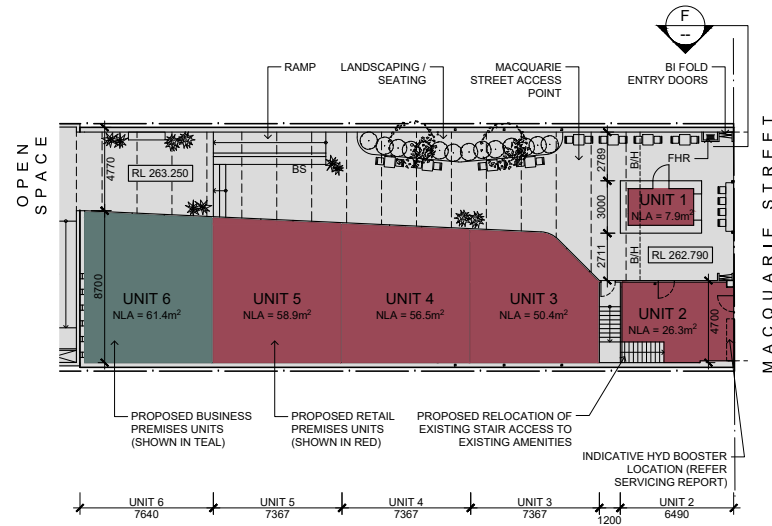 F
--
RAMP
LANDSCAPING /
SEATING
MACQUARIE
STREET ACCESS
POINT
BI FOLD
ENTRY DOORS
OPEN
SPACE
MACQUARIE STREET
4770
RL 263.250
BS
2789
B/H
FHR
3000
UNIT 1
NLA = 7.9m²
2711
B/H
RL 262.790
8700
UNIT 6
NLA = 61.4m²
UNIT 5
NLA = 58.9m²
UNIT 4
NLA = 56.5m²
UNIT 3
NLA = 50.4m²
UNIT 2
NLA = 26.3m²
4700
PROPOSED BUSINESS
PREMISES UNITS
(SHOWN IN TEAL)
PROPOSED RETAIL
PREMISES UNITS
(SHOWN IN RED)
PROPOSED RELOCATION OF
EXISTING STAIR ACCESS TO
EXISTING AMENITIES
INDICATIVE HYD BOOSTER
LOCATION (REFER
SERVICING REPORT)
UNIT 6
7640
UNIT 5
7367
UNIT 4
7367
UNIT 3
7367
1200
UNIT 2
6490